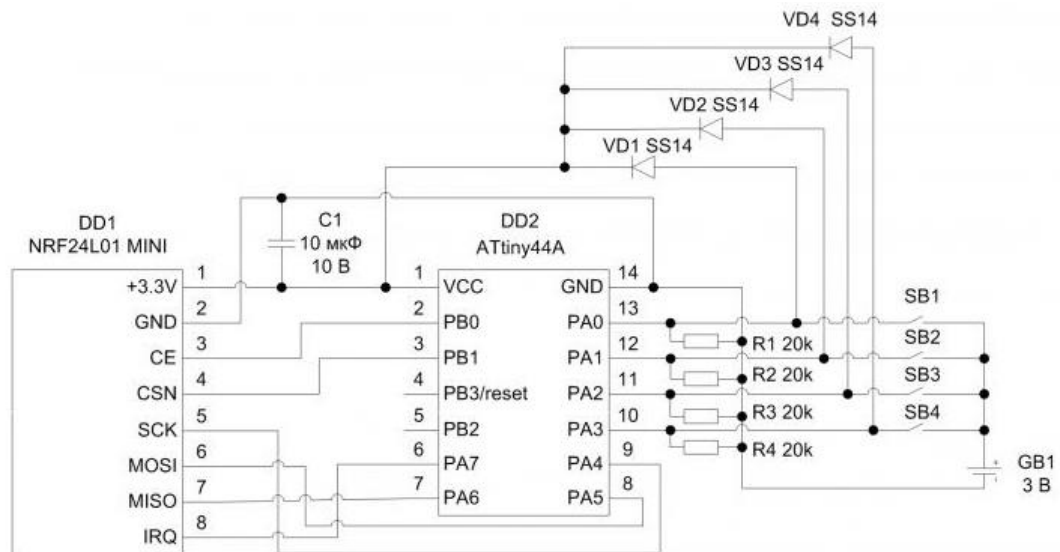 VD4 SS14
VD3 SS14
VD2 SS14
VD1 SS14
DD1
NRF24L01 MINI
C1
10 мкФ
10 В
DD2
ATtiny44A
+3.3V 1
GND 2
CE 3
CSN 4
SCK 5
MOSI 6
MISO 7
IRQ 8
1 VCC
2 PB0
3 PB1
4 PB3/reset
5 PB2
6 PA7
7 PA6
GND 14
PA0 13
PA1 12
PA2 11
PA3 10
PA4 9
PA5 8
R1 20k
R2 20k
R3 20k
R4 20k
SB1
SB2
SB3
SB4
+
GB1
3 В